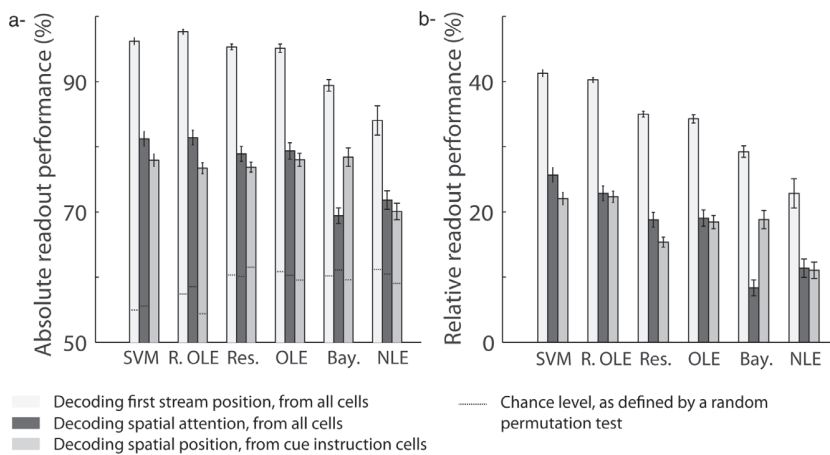 a-
Absolute readout performance (%)
90
70
50
SVM R. OLE Res. OLE Bay. NLE
b-
Relative readout performance (%)
40
20
0
SVM R. OLE Res. OLE Bay. NLE
Decoding first stream position, from all cells
Decoding spatial attention, from all cells
Decoding spatial position, from cue instruction cells
Chance level, as defined by a random
permutation test